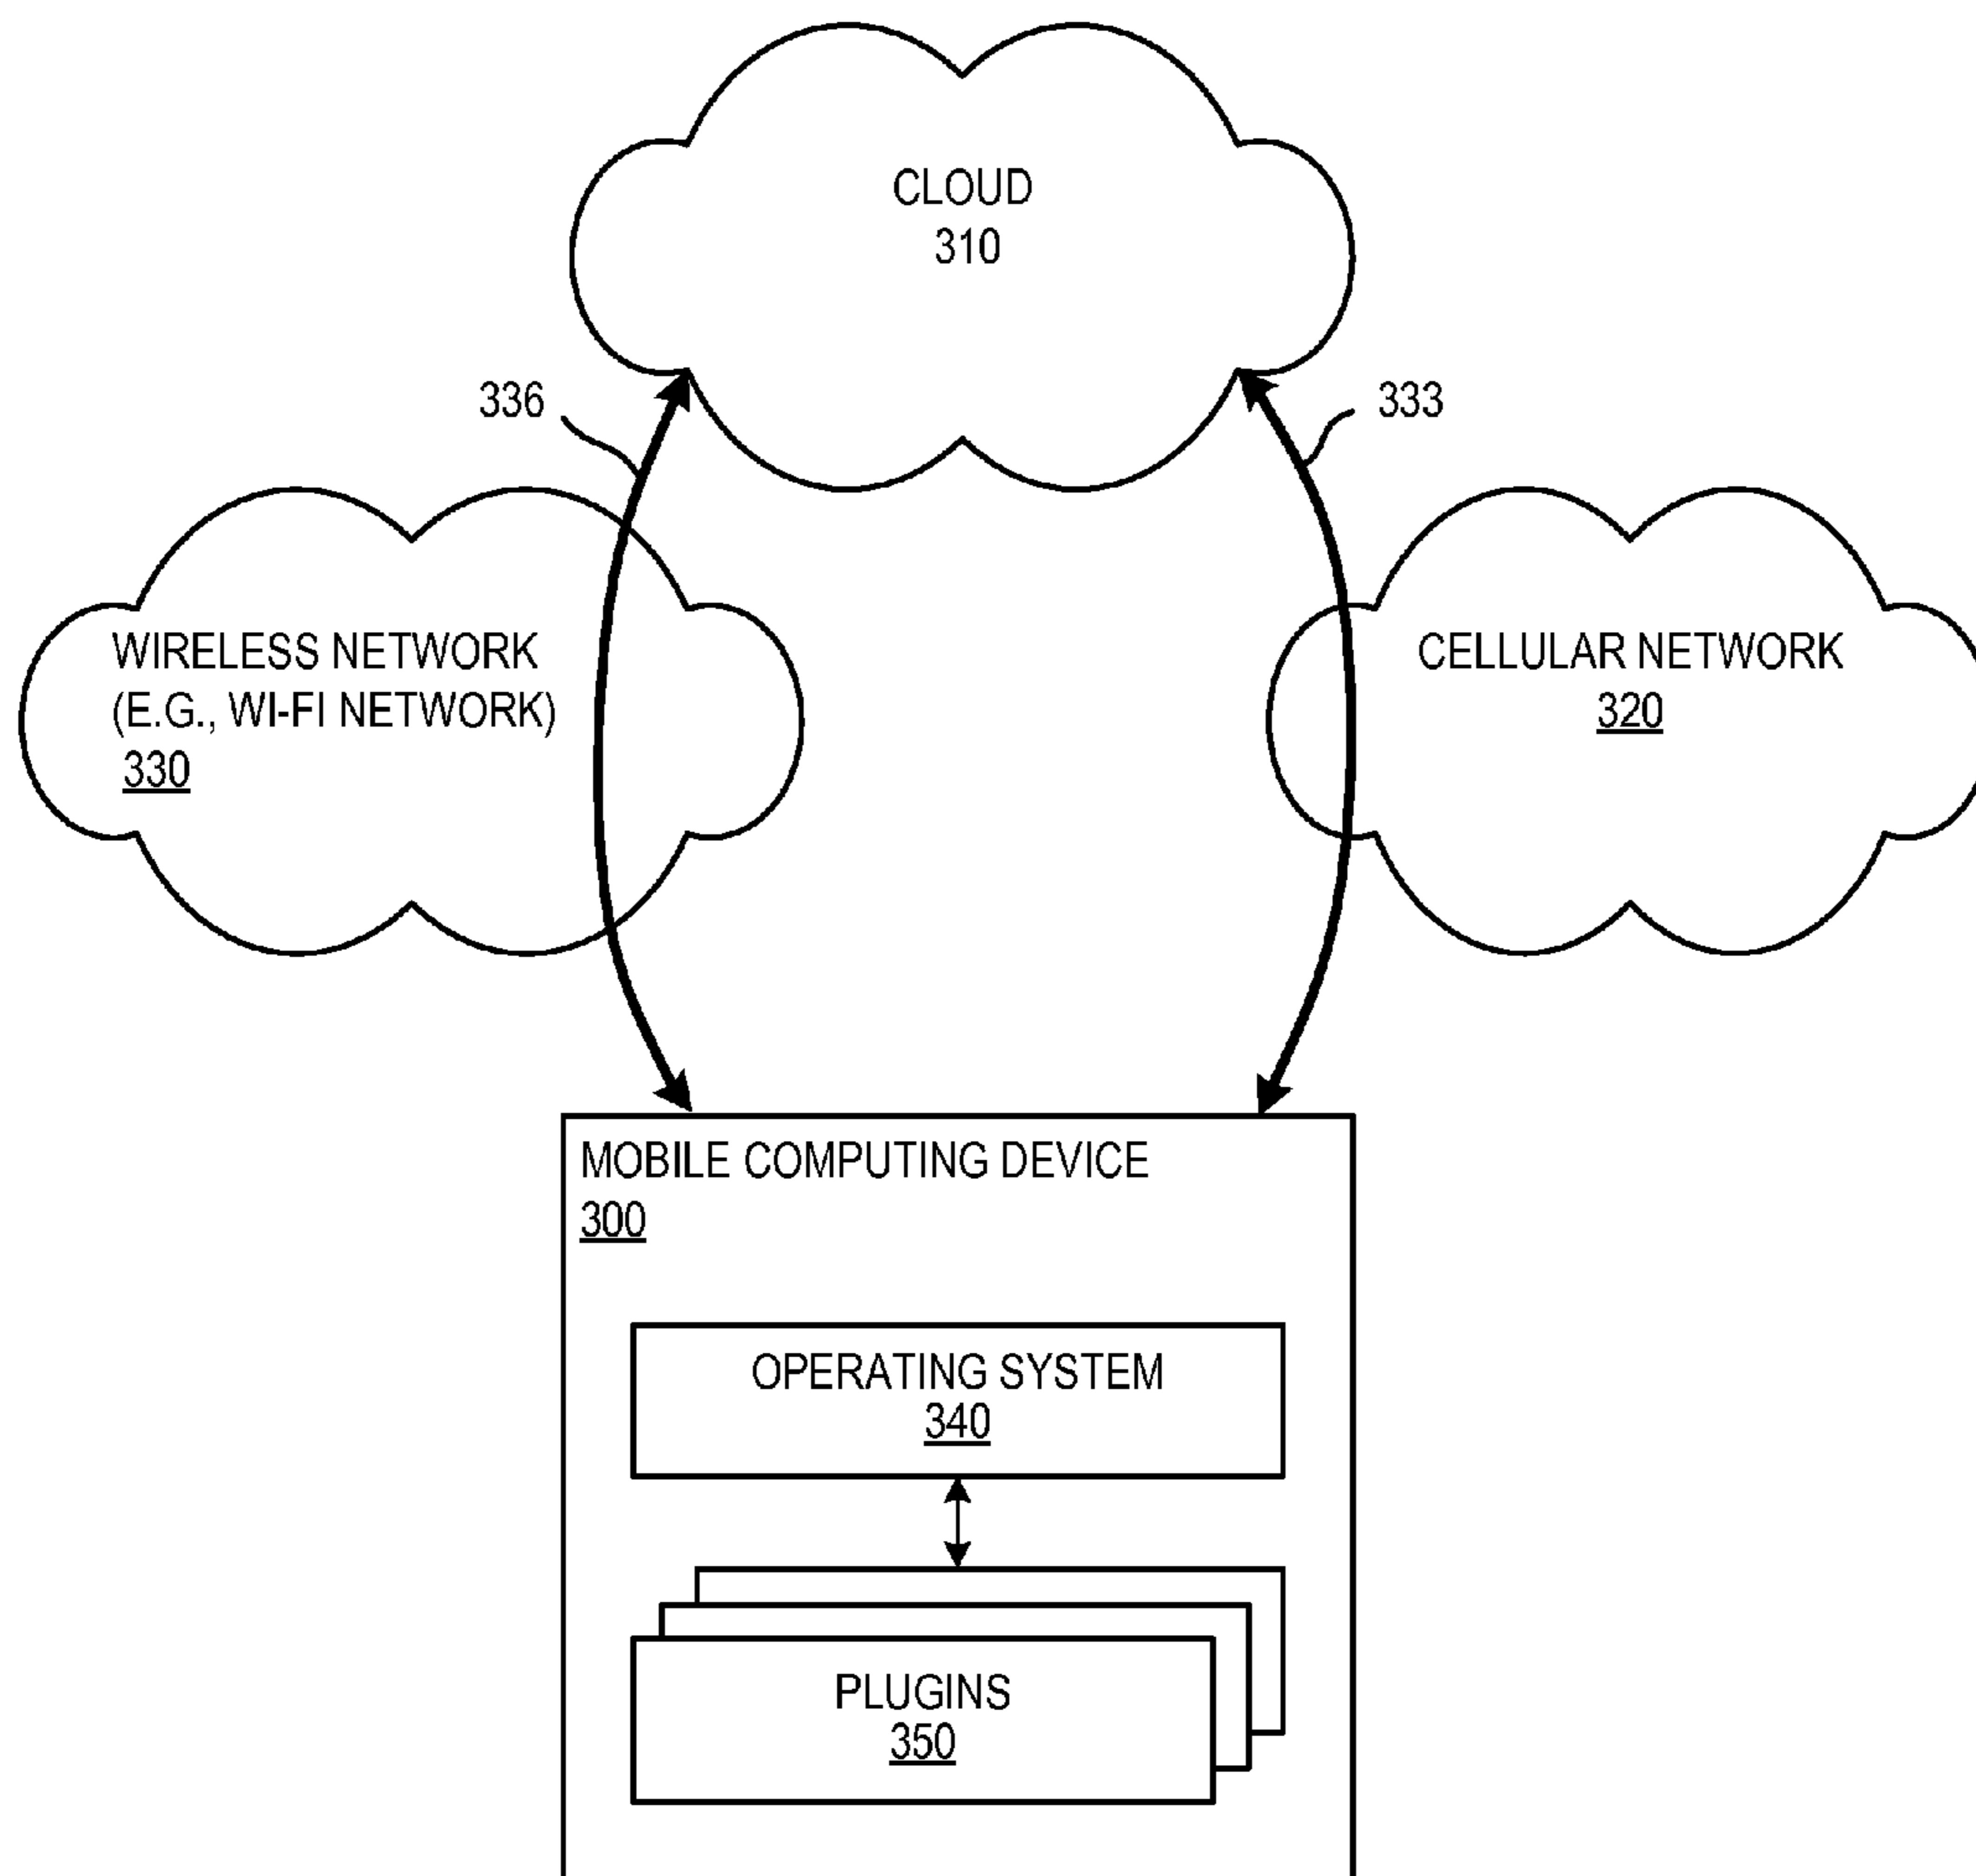 CLOUD
310
336
333
WIRELESS NETWORK
(E.G., WI-FI NETWORK)
330
CELLULAR NETWORK
320
MOBILE COMPUTING DEVICE
300
OPERATING SYSTEM
340
PLUGINS
350